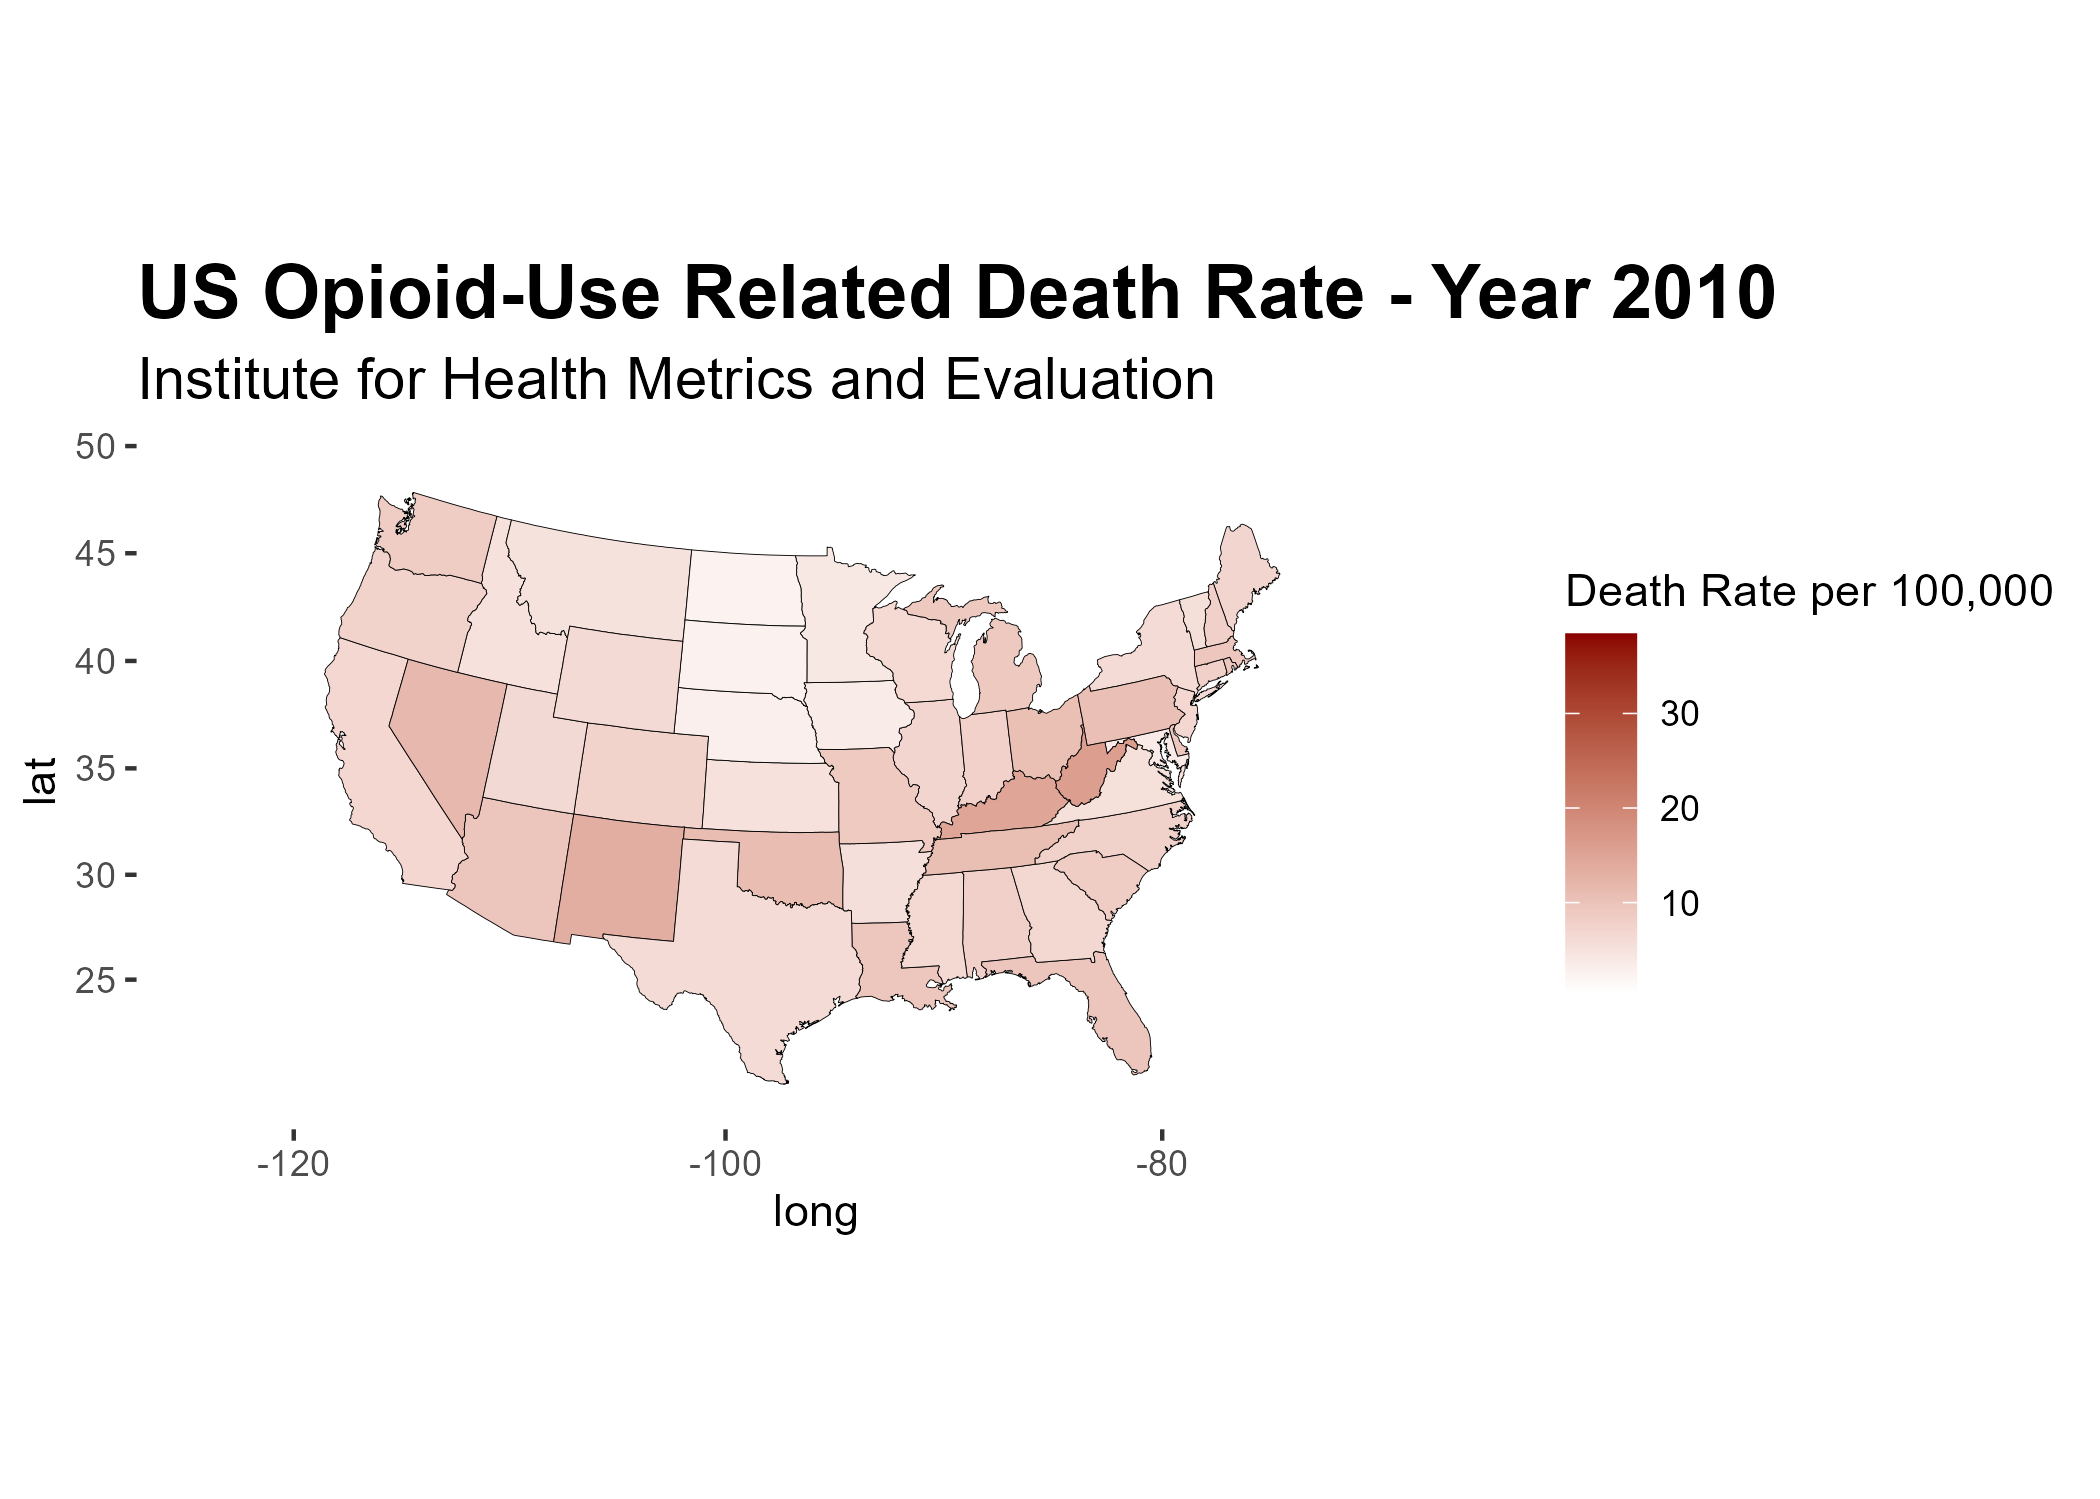 US Opioid-Use Related Death Rate - Year 2010
Institute for Health Metrics and Evaluation
50
45
40
35
30
25
lat
-120
-100
-80
long
Death Rate per 100,000
30
20
10